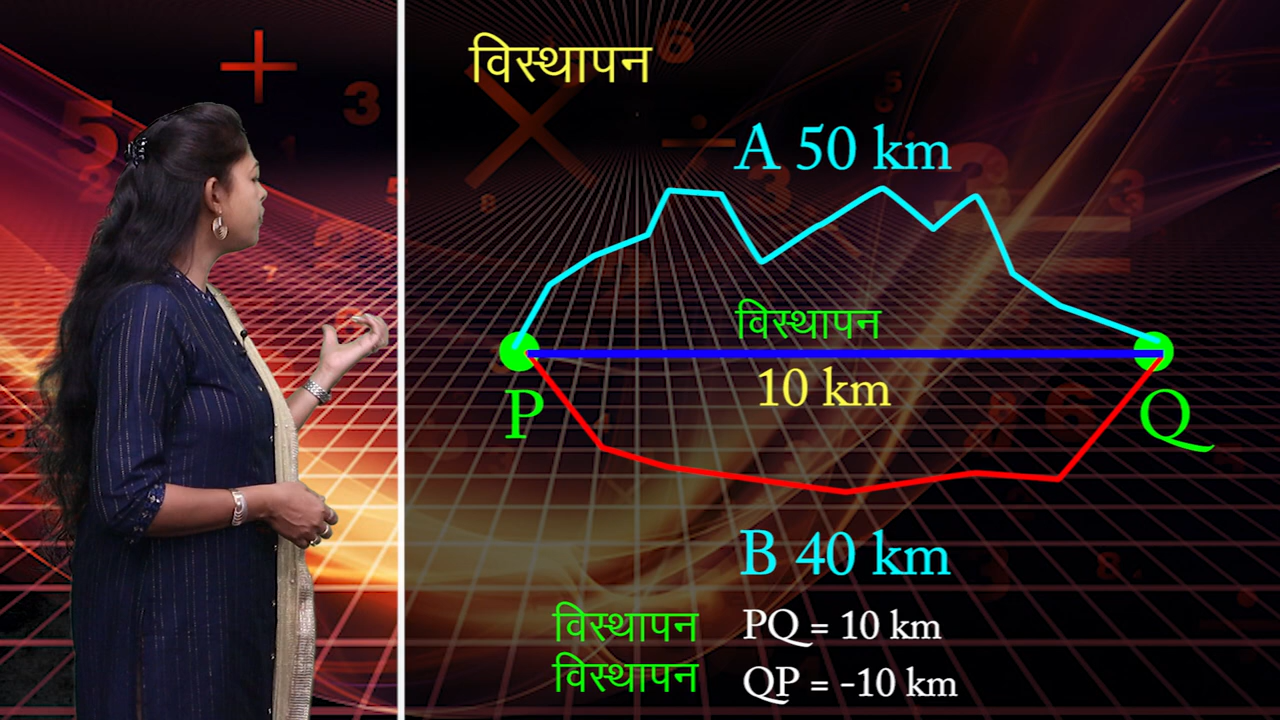 विस्थापन
A 50 km
विस्थापन
10 km
P
Q
B 40 km
विस्थापन PQ = 10 km
विस्थापन QP = -10 km